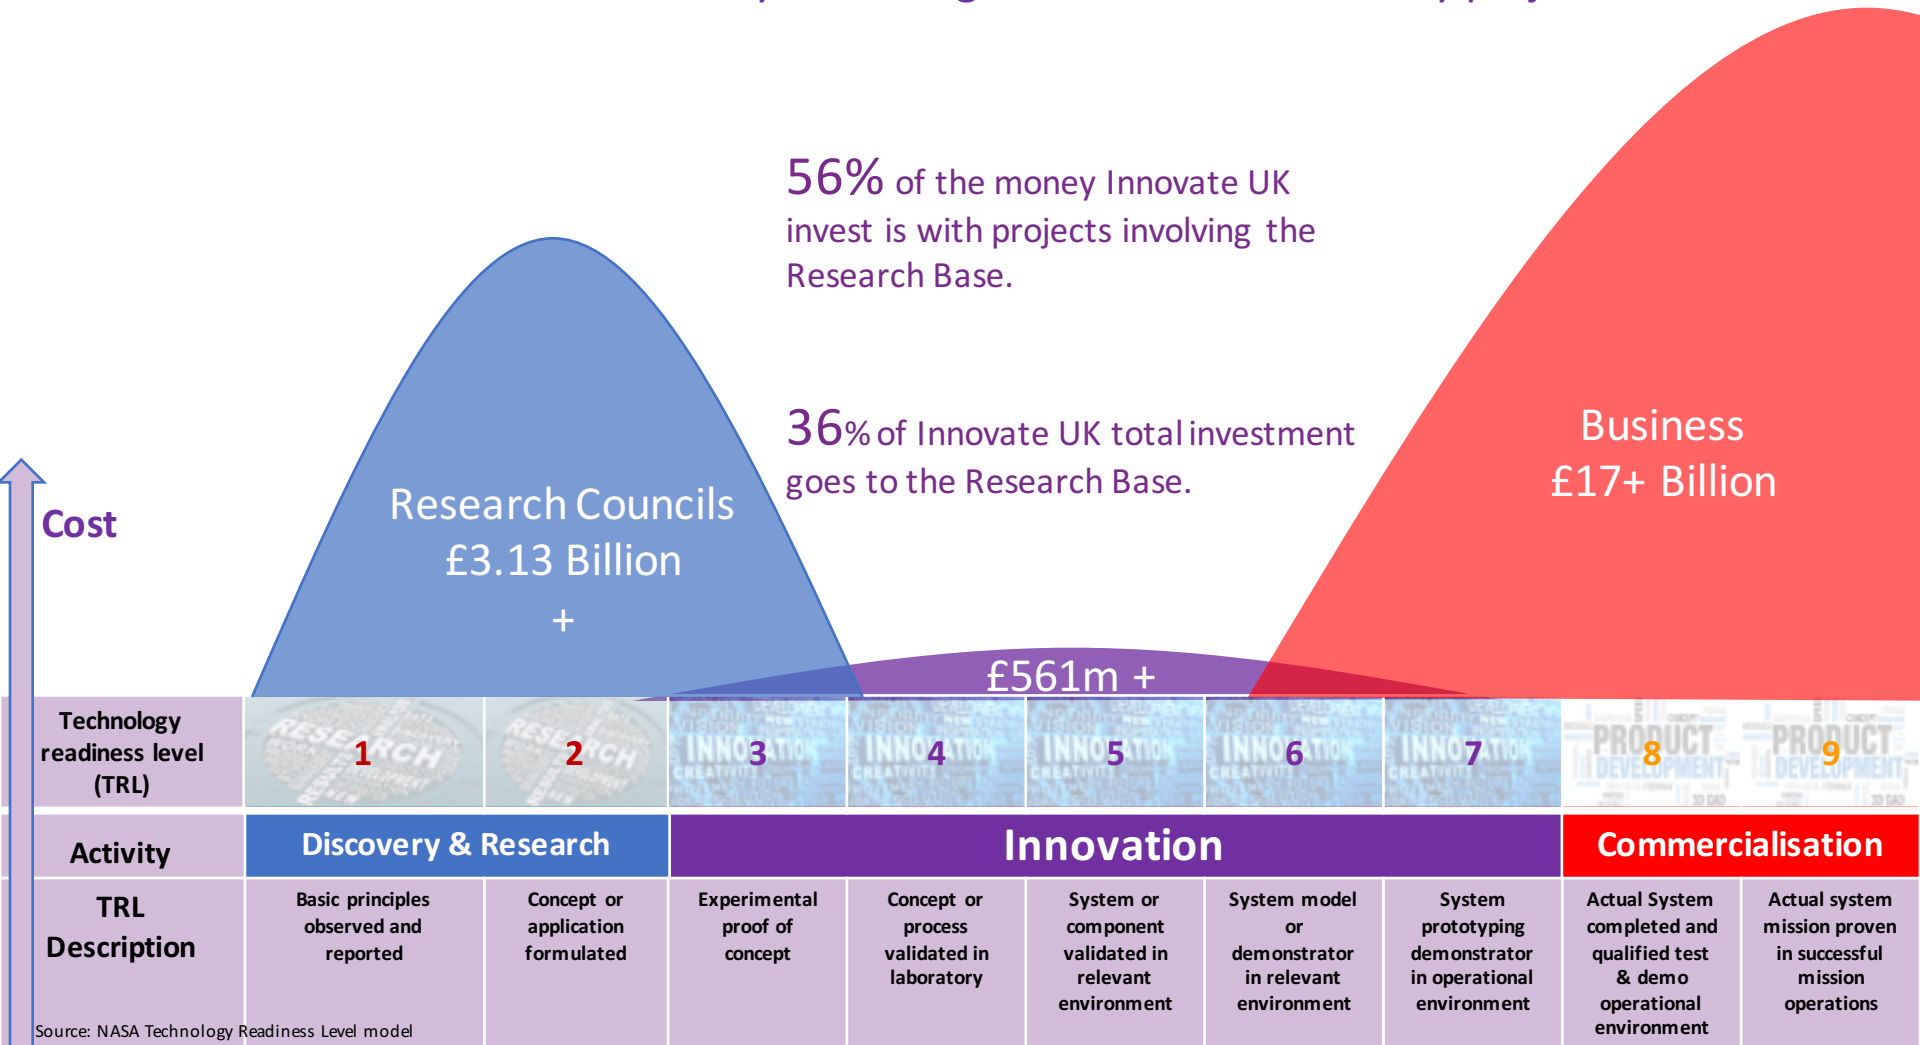 56% of the money Innovate UK
invest is with projects involving the
Research Base.
36% of Innovate UK total investment
goes to the Research Base.
Research Councils
£3.13 Billion
+
Business
£17+ Billion
Cost
£561m +
Technology
readiness level
(TRL)
1
2
3
4
5
6
7
8
9
Activity
Discovery & Research
Innovation
Commercialisation
TRL
Description
Basic principles
observed and
reported
Concept or
application
formulated
Experimental
proof of
concept
Concept or
process
validated in
laboratory
System or
component
validated in
relevant
environment
System model
or
demonstrator
in relevant
environment
System
prototyping
demonstrator
in operational
environment
Actual System
completed and
qualified test
& demo
operational
environment
Actual system
mission proven
in successful
mission
operations
Source: NASA Technology Readiness Level model